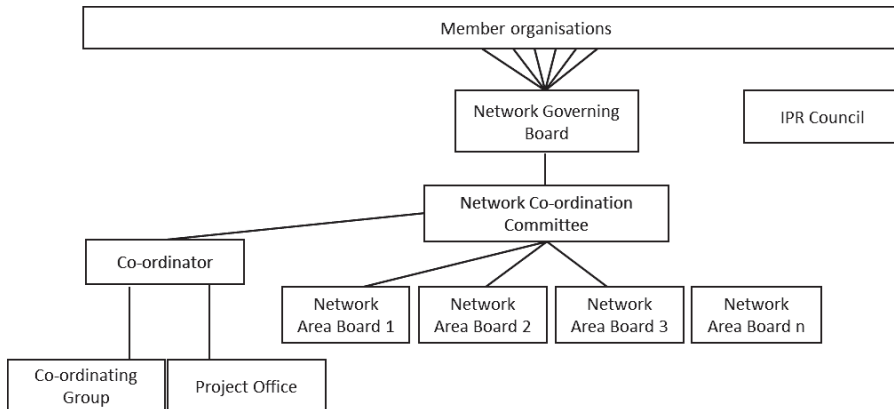 Member organisations
Network Governing
Board
IPR Council
Network Co-ordination
Committee
Co-ordinator
Network
Area Board 1
Network
Area Board 2
Network
Area Board 3
Network
Area Board n
Co-ordinating
Group
Project Office